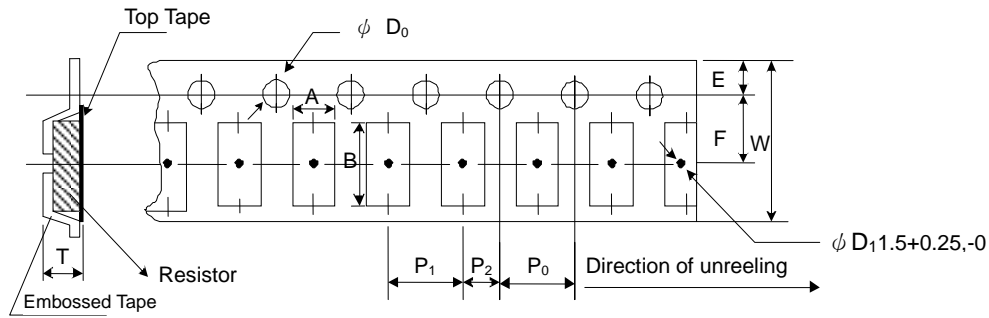 Top Tape
φ D₀
E
A
F
W
B
φ D₁ 1.5+0.25,-0
T
P₁
P₂
P₀
Direction of unreeling
Resistor
Embossed Tape